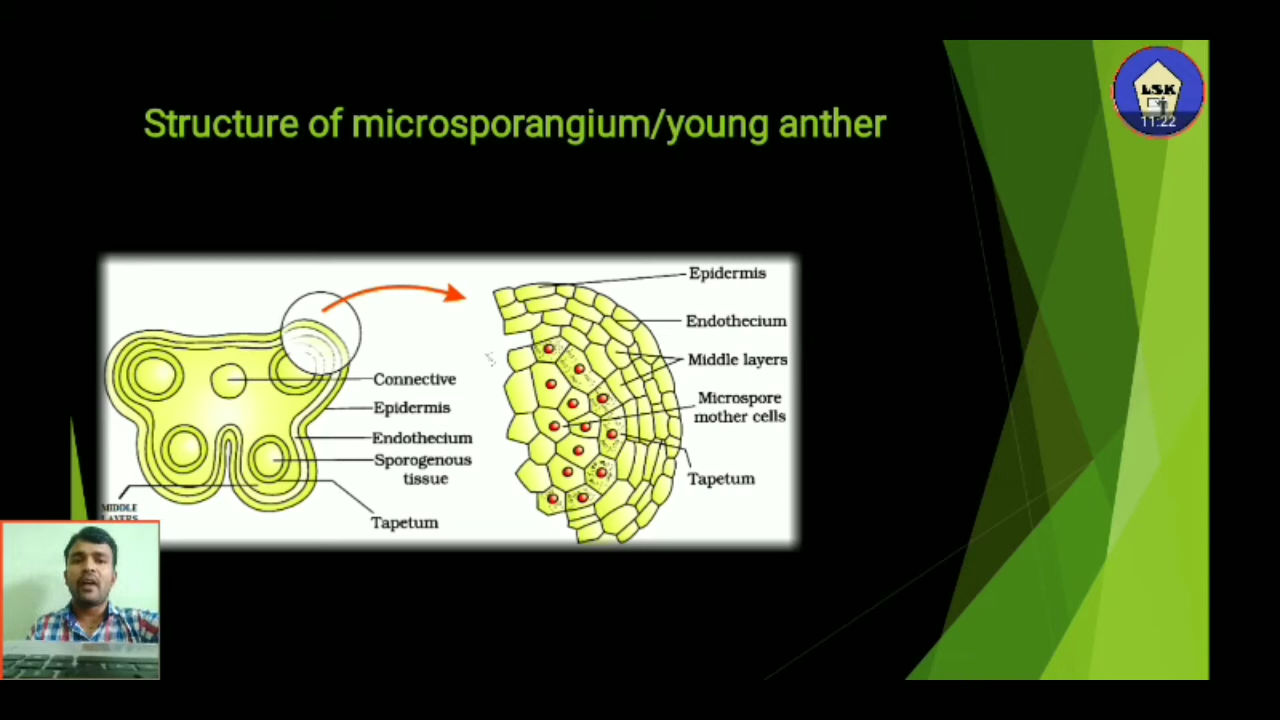 LSK
11:22
Structure of microsporangium/young anther
Epidermis
Endothecium
Middle layers
Microspore
mother cells
Tapetum
Connective
Epidermis
Endothecium
Sporogenous
tissue
Tapetum
MIDDLE
LAYERS